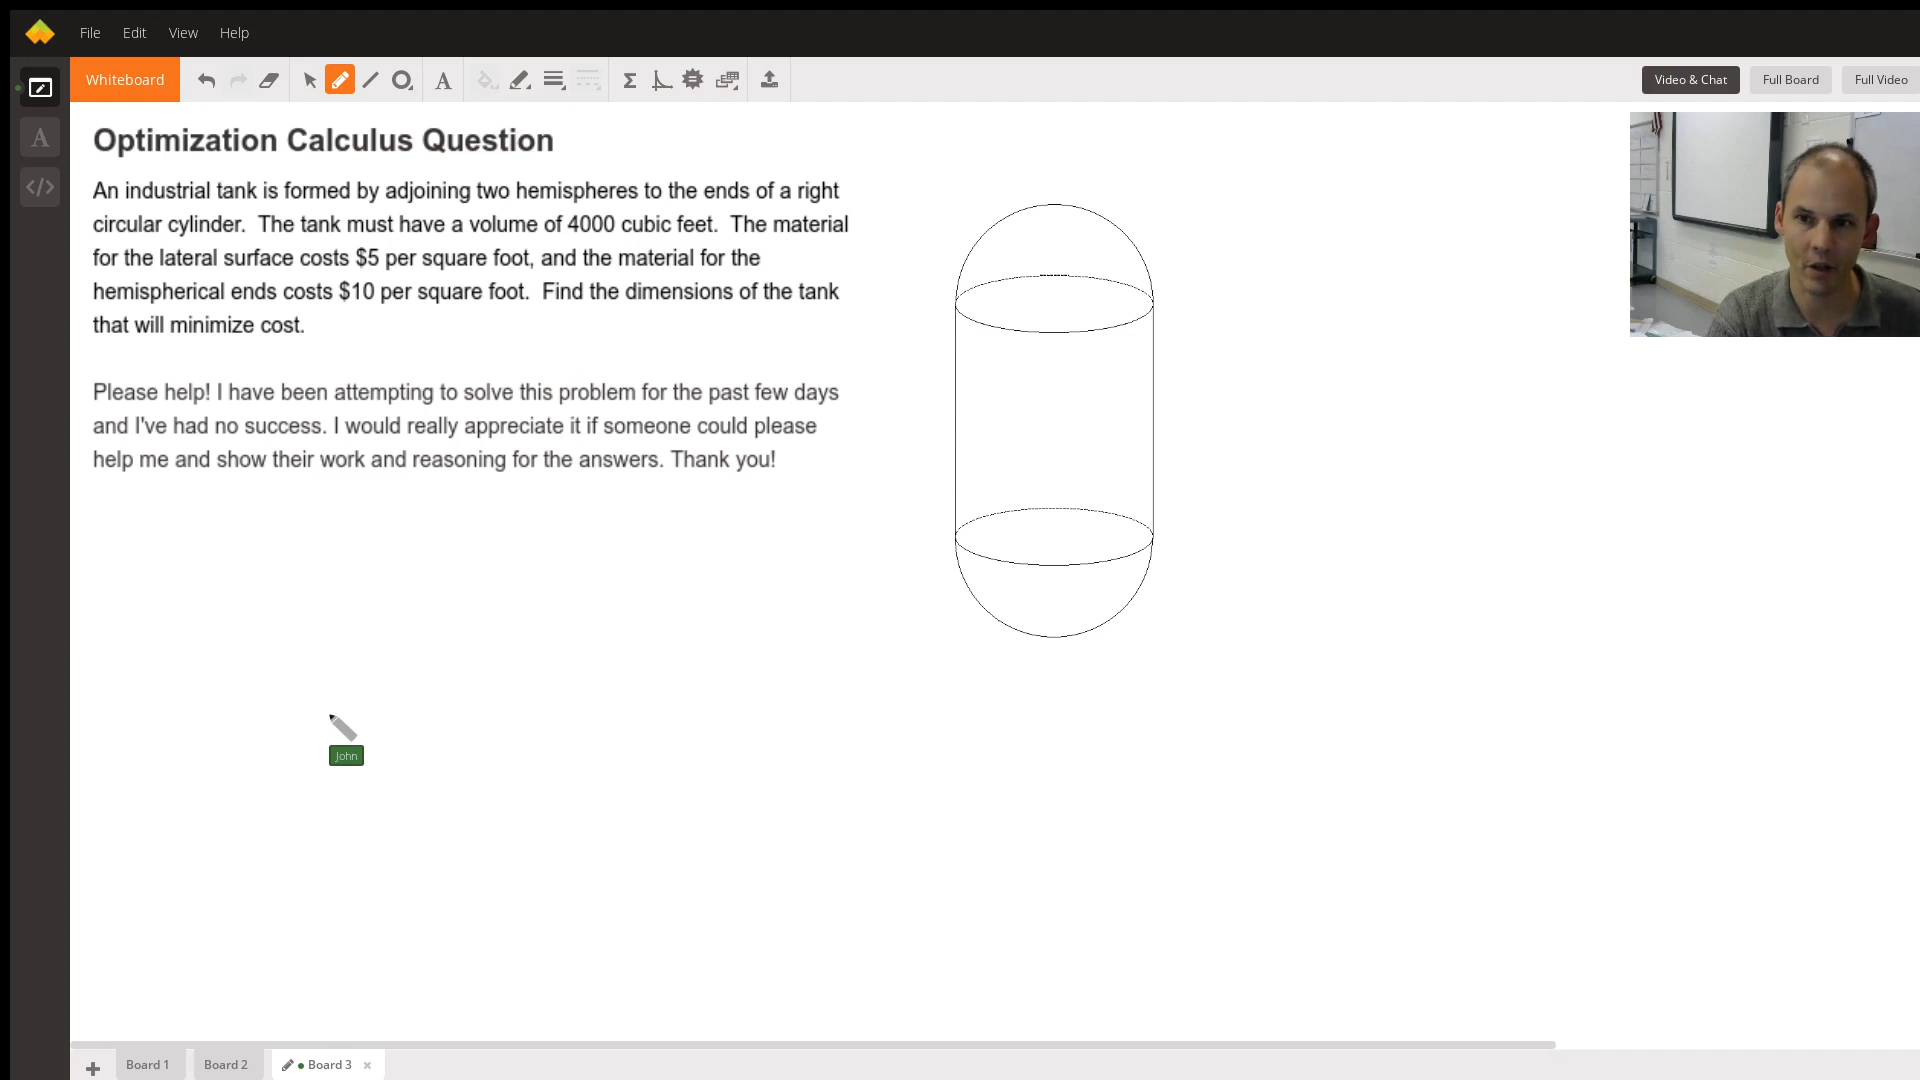 File Edit View Help
Whiteboard
A
Σ
Video & Chat Full Board Full Video
A
</>
Optimization Calculus Question
An industrial tank is formed by adjoining two hemispheres to the ends of a right
circular cylinder.  The tank must have a volume of 4000 cubic feet.  The material
for the lateral surface costs $5 per square foot, and the material for the
hemispherical ends costs $10 per square foot.  Find the dimensions of the tank
that will minimize cost.
Please help! I have been attempting to solve this problem for the past few days
and I've had no success. I would really appreciate it if someone could please
help me and show their work and reasoning for the answers. Thank you!
John
Board 1 Board 2 Board 3